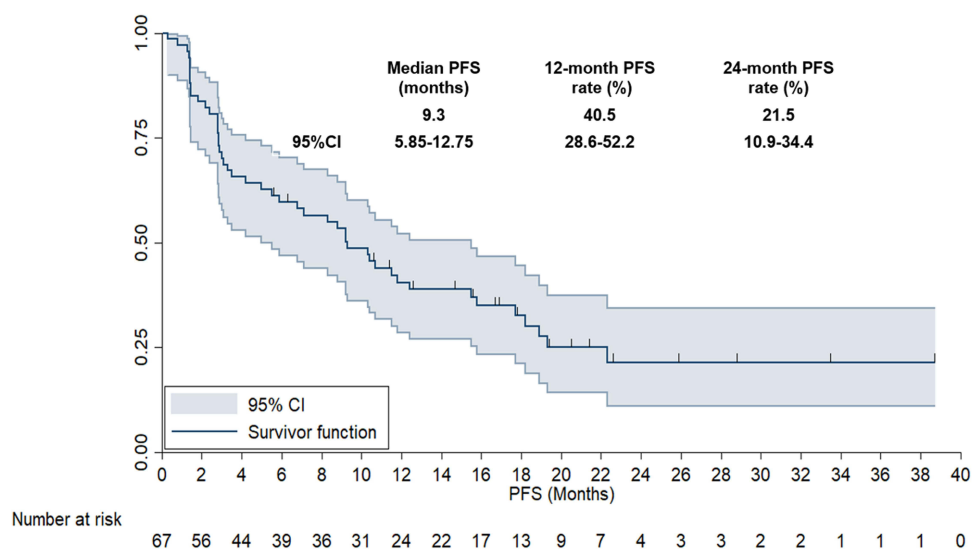 1.00
0.75
0.50
0.25
0.00
Median PFS 12-month PFS 24-month PFS
(months) rate (%) rate (%)
9.3 40.5 21.5
95%CI 5.85-12.75 28.6-52.2 10.9-34.4
95% CI
Survivor function
0 2 4 6 8 10 12 14 16 18 20 22 24 26 28 30 32 34 36 38 40
PFS (Months)
Number at risk
67 56 44 39 36 31 24 22 17 13 9 7 4 3 3 2 2 1 1 1 0